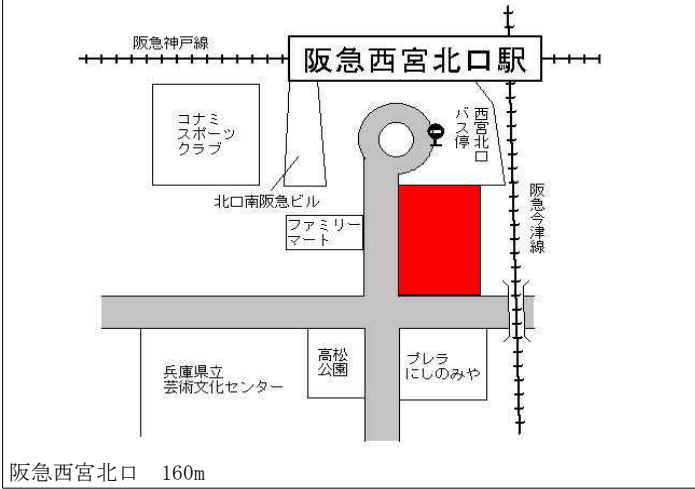 阪急神戸線
阪急西宮北口駅
コナミ
スポーツ
クラブ
西宮北口
バス停
北口南阪急ビル
阪急今津線
ファミリー
マート
兵庫県立
芸術文化センター
高松
公園
プレラ
にしのみや
阪急西宮北口　160m